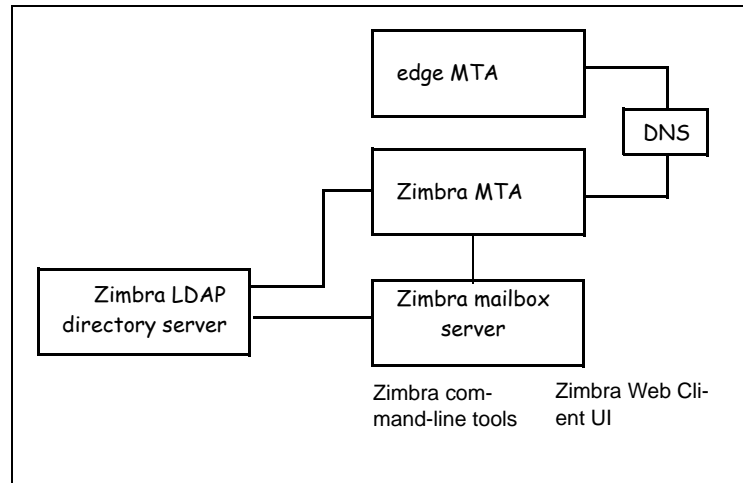 edge MTA
DNS
Zimbra MTA
Zimbra LDAP
directory server
Zimbra mailbox
server
Zimbra com-
mand-line tools
Zimbra Web Cli-
ent UI